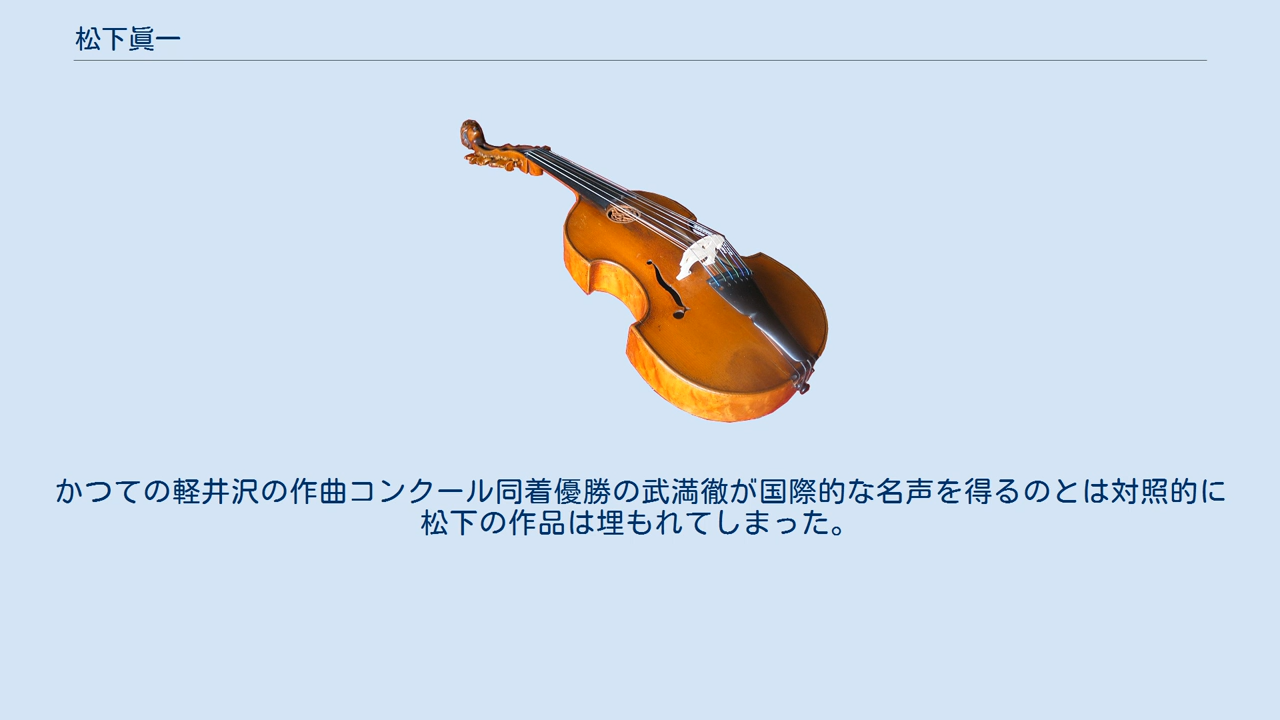 松下眞一
かつての軽井沢の作曲コンクール同着優勝の武満徹が国際的な名声を得るのとは対照的に
松下の作品は埋もれてしまった。